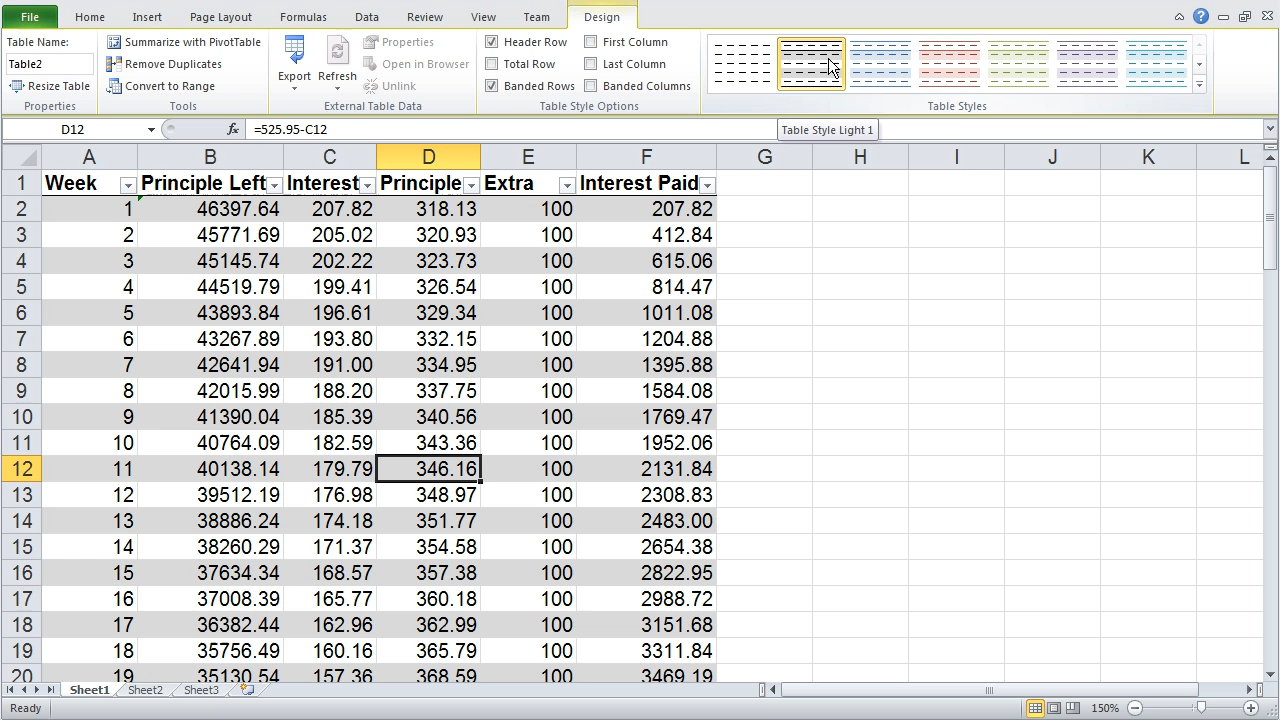 File Home Insert Page Layout Formulas Data Review View Team Design
Table Name: Summarize with PivotTable Properties Header Row First Column
Table2 Remove Duplicates Export Refresh Open in Browser Total Row Last Column
Resize Table Convert to Range Unlink Banded Rows Banded Columns
Properties Tools External Table Data Table Style Options Table Styles
D12 fx =525.95-C12 Table Style Light 1
A B C D E F G H I J K L
1 Week Principle Left Interest Principle Extra Interest Paid
2 1 46397.64 207.82 318.13 100 207.82
3 2 45771.69 205.02 320.93 100 412.84
4 3 45145.74 202.22 323.73 100 615.06
5 4 44519.79 199.41 326.54 100 814.47
6 5 43893.84 196.61 329.34 100 1011.08
7 6 43267.89 193.80 332.15 100 1204.88
8 7 42641.94 191.00 334.95 100 1395.88
9 8 42015.99 188.20 337.75 100 1584.08
10 9 41390.04 185.39 340.56 100 1769.47
11 10 40764.09 182.59 343.36 100 1952.06
12 11 40138.14 179.79 346.16 100 2131.84
13 12 39512.19 176.98 348.97 100 2308.83
14 13 38886.24 174.18 351.77 100 2483.00
15 14 38260.29 171.37 354.58 100 2654.38
16 15 37634.34 168.57 357.38 100 2822.95
17 16 37008.39 165.77 360.18 100 2988.72
18 17 36382.44 162.96 362.99 100 3151.68
19 18 35756.49 160.16 365.79 100 3311.84
20 19 35130.54 157.36 368.59 100 3469.19
Sheet1 Sheet2 Sheet3
Ready 150%